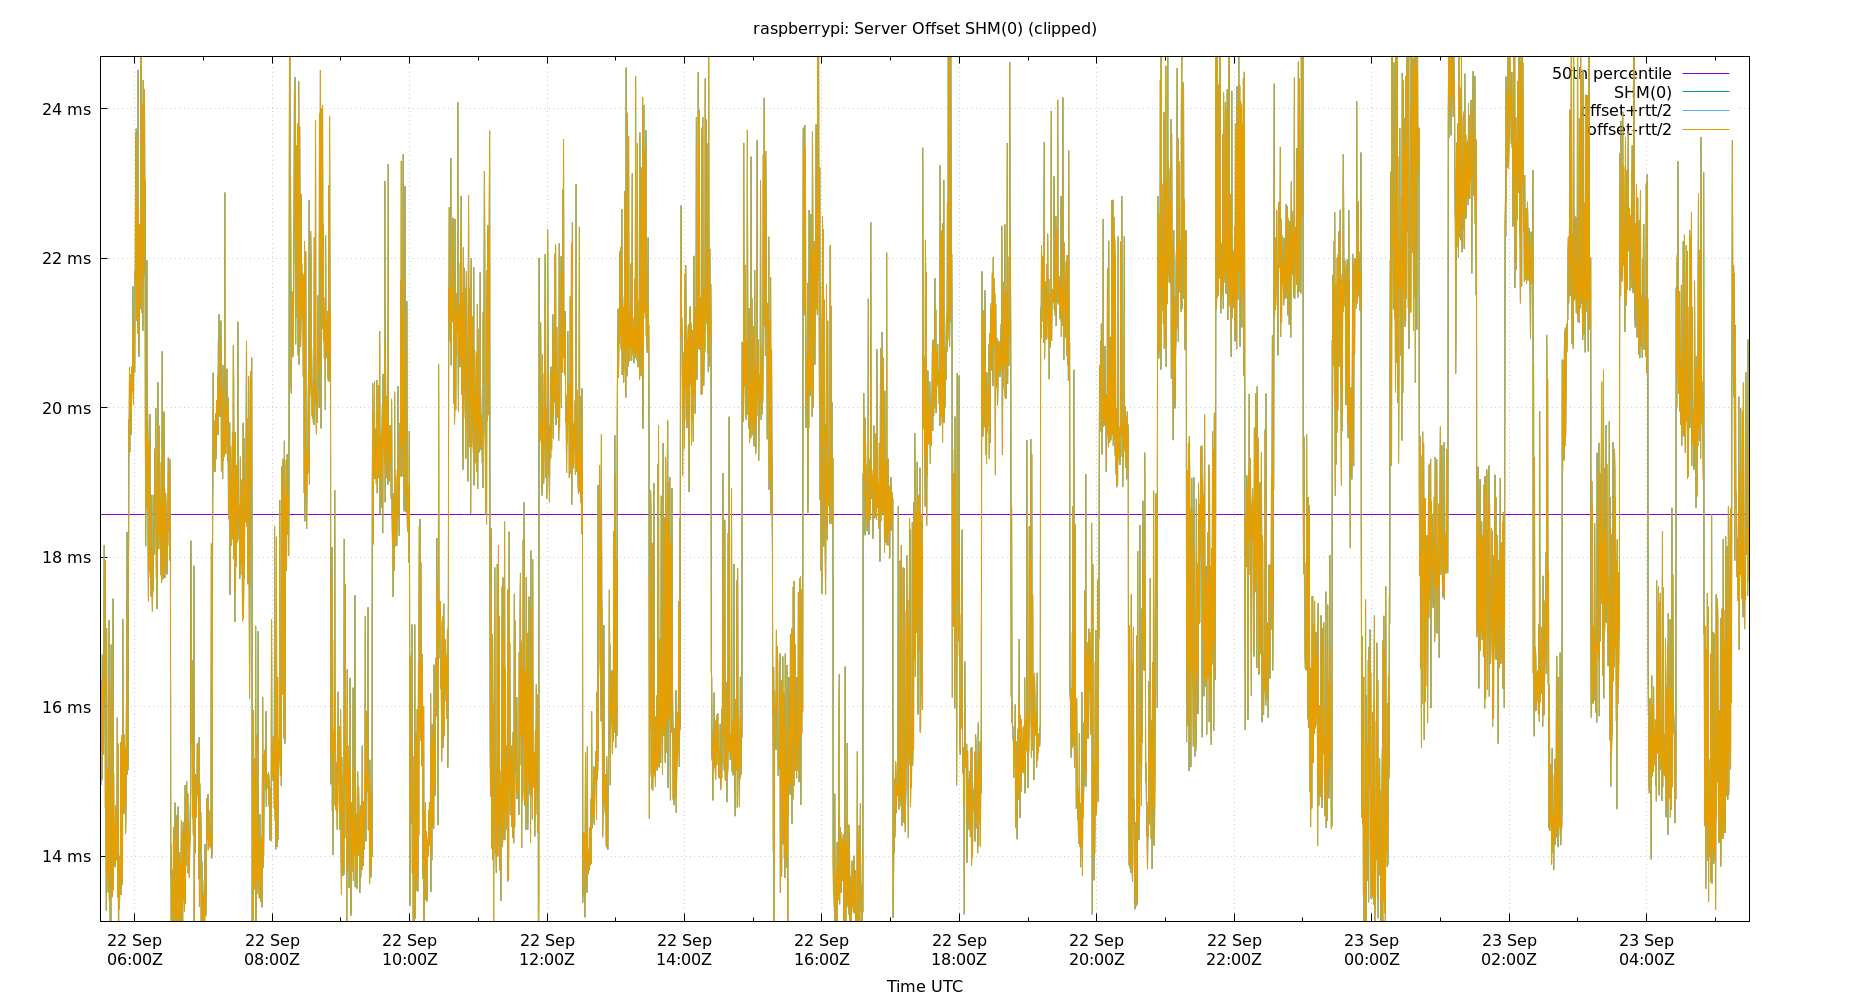 raspberrypi: Server Offset SHM(0) (clipped)
50th percentile
SHM(0)
offset+rtt/2
offset-rtt/2
24 ms
22 ms
20 ms
18 ms
16 ms
14 ms
22 Sep 22 Sep 22 Sep 22 Sep 22 Sep 22 Sep 22 Sep 22 Sep 22 Sep 23 Sep 23 Sep 23 Sep
06:00Z 08:00Z 10:00Z 12:00Z 14:00Z 16:00Z 18:00Z 20:00Z 22:00Z 00:00Z 02:00Z 04:00Z
Time UTC